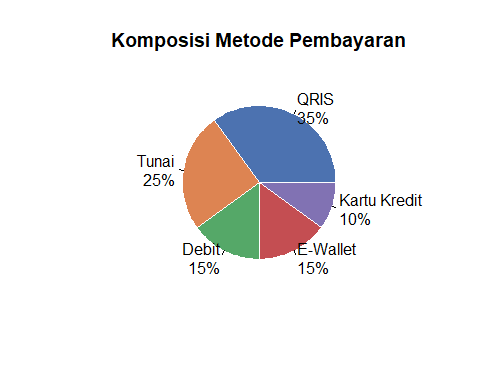 Komposisi Metode Pembayaran
QRIS
35%
Tunai
25%
Kartu Kredit
10%
Debit
15%
E-Wallet
15%